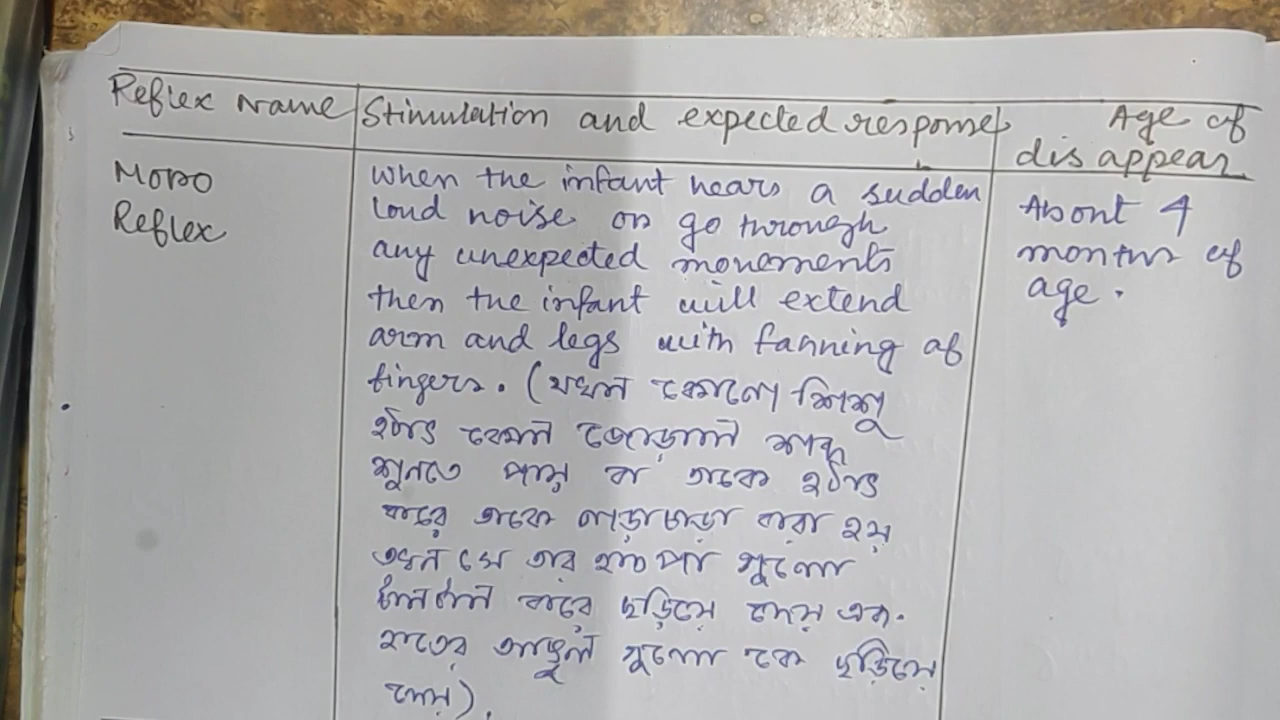 Reflex Name
Stimulation and expected response
Age of
disappear
Moro
Reflex
When the infant hears a sudden
loud noise or go through
any unexpected movements
then the infant will extend
arm and legs with fanning of
fingers. (যখন কোনো শিশু
হঠাৎ কোন জোড়াল শব্দ
শুনতে পায় বা তাকে হঠাৎ
করে তাকে নাড়াচাড়া করা হয়
তখন সে তার হাত পা গুলো
টানটান করে ছড়িয়ে দেয় এবং
হাতের আঙুল গুলো কে ছড়িয়ে
দেয়).
About 4
months of
age.